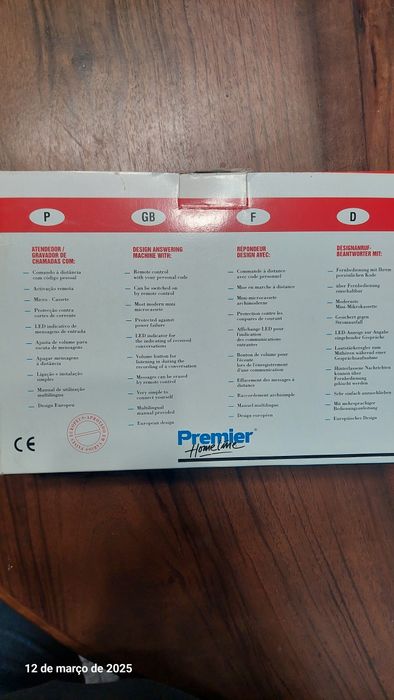 P
ATENDEDOR /
GRAVADOR DE
CHAMADAS COM:
Comando à distância
com código pessoal
Activação remota
Micro - Cassete
Protecção contra
cortes de corrente
LED indicativo de
mensagens de entrada
Ajuste de volume para
escuta de mensagens
Apagar mensagens
à distância
Ligação e instalação
simples
Manual de utilização
multilíngue
Design Europeu
GB
DESIGN ANSWERING
MACHINE WITH:
Remote control
with your personal code
Can be switched on
by remote control
Most modern mini
microcassete
Protected against
power failure
LED indicator for
the indicating of received
conversations
Volume button for
listening in during the
recording of a conversation
Messages can be erased
by remote control
Very simple to
connect yourself
Multilingual
manual provided
European design
F
RÉPONDEUR
DESIGN AVEC:
Commande à distance
avec code personnel
Mise en marche à distance
Mini-microcassete
archimoderne
Protection contre les
coupures de courant
Affichage LED pour
l'indication
des communications
entrantes
Bouton de volume pour
l'écoute
lors de l'enregistrement
d'une communication
Effacement des messages à
distance
Raccordement archisimple
Manuel multilingue
Design européen
D
DESIGNANRUF-
BEANTWORTER MIT:
Fernbedienung mit Ihrem
persönlichen Kode
über Fernbedienung
einschaltbar
Modernste
Mini-Mikrokassette
Gesichert gegen
Stromausfall
LED-Anzeige zur Angabe
eingehender Gespräche
Lautstärkeregler zum
Mithören während einer
Gesprächsaufnahme
Hinterlassene Nachrichten
können über
Fernbedienung
gelöscht werden
Sehr einfach anzuschließen
Mit mehrsprachiger
Bedienungsanleitung
Europäisches Design
CE
Premier®
HomeLine
12 de março de 2025